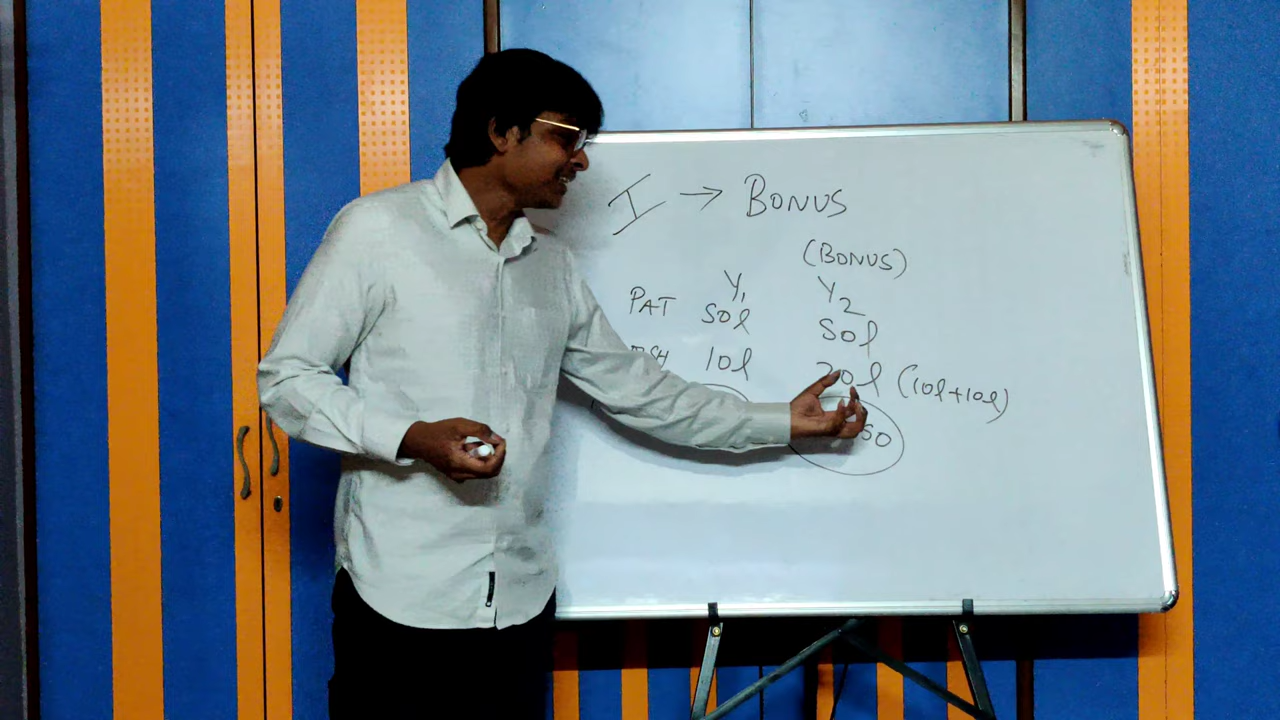 I → BONUS
(BONUS)
Y1 Y2
PAT 50l 50l
10l 20l (10l+10l)